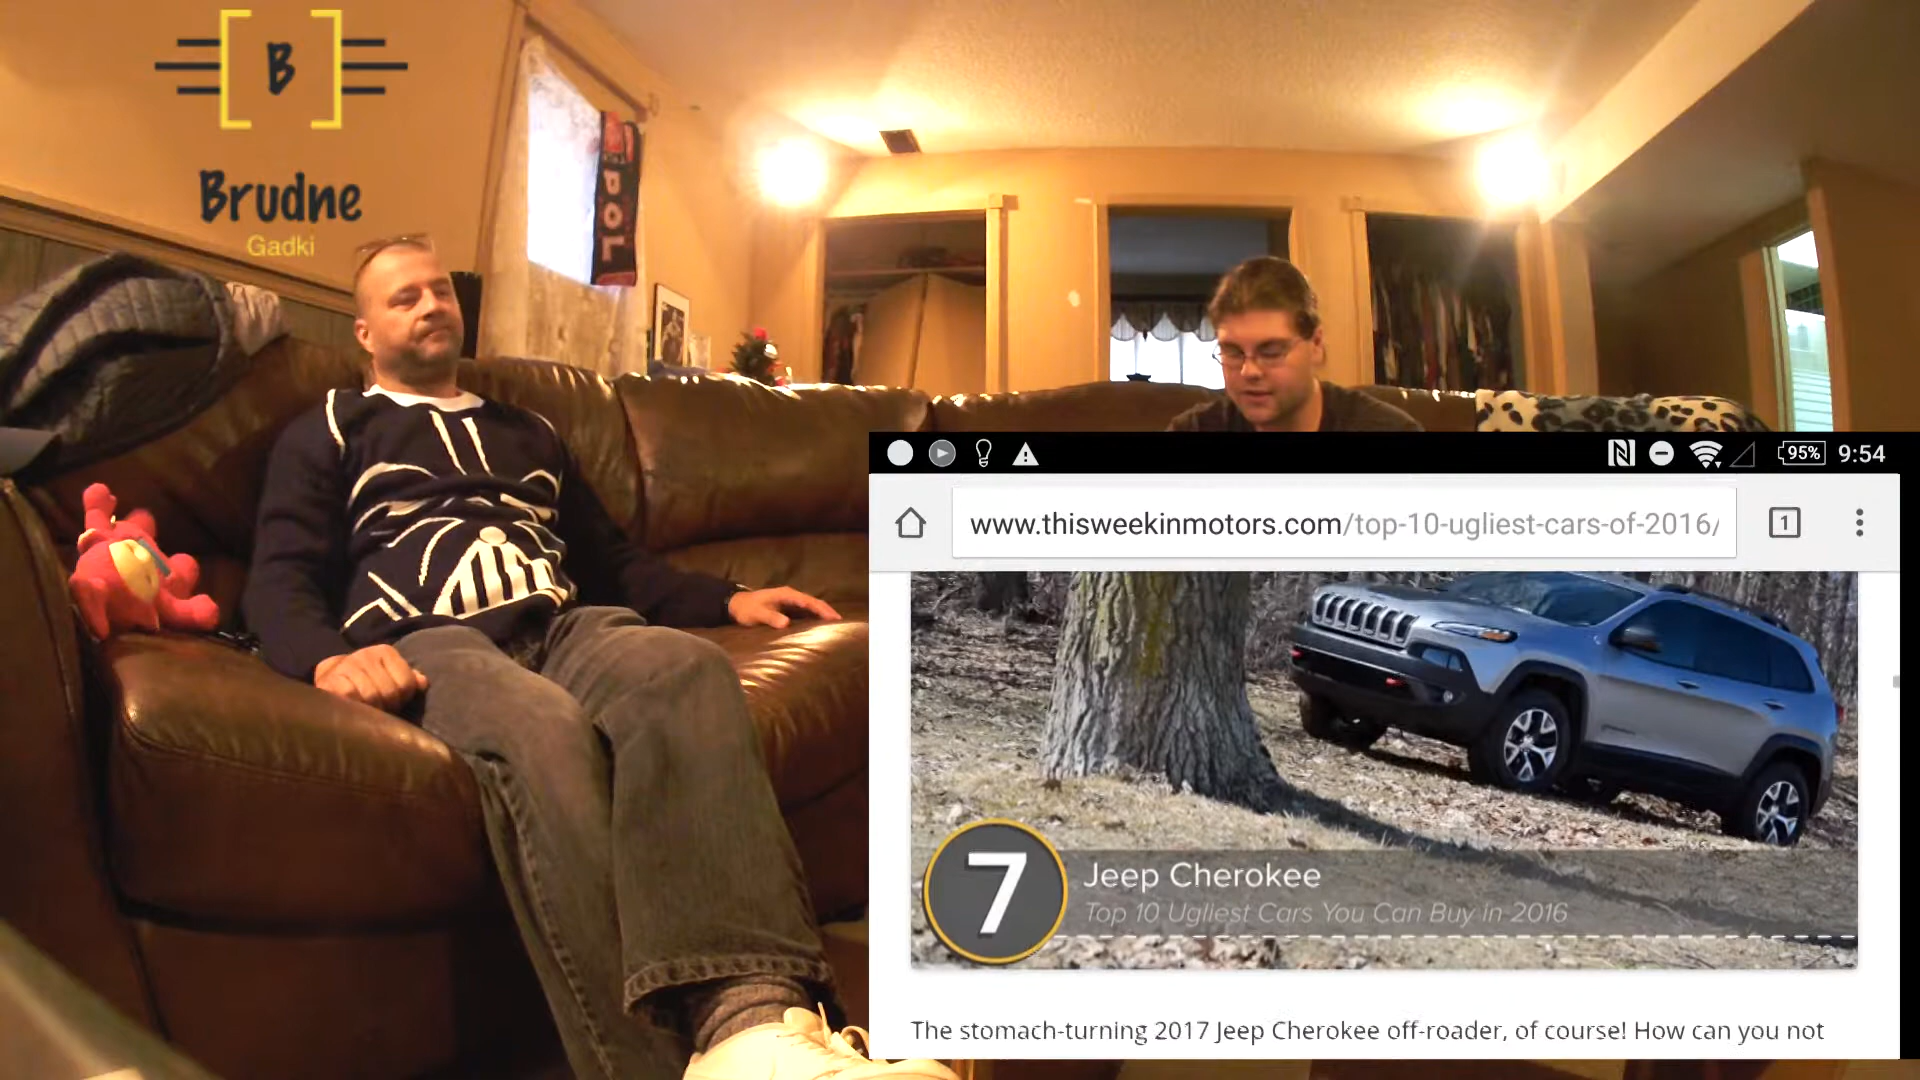 B
Brudne
Gadki
POL
95% 9:54
www.thisweekinmotors.com/top-10-ugliest-cars-of-2016/
1
7
Jeep Cherokee
Top 10 Ugliest Cars You Can Buy In 2016
The stomach-turning 2017 Jeep Cherokee off-roader, of course! How can you not